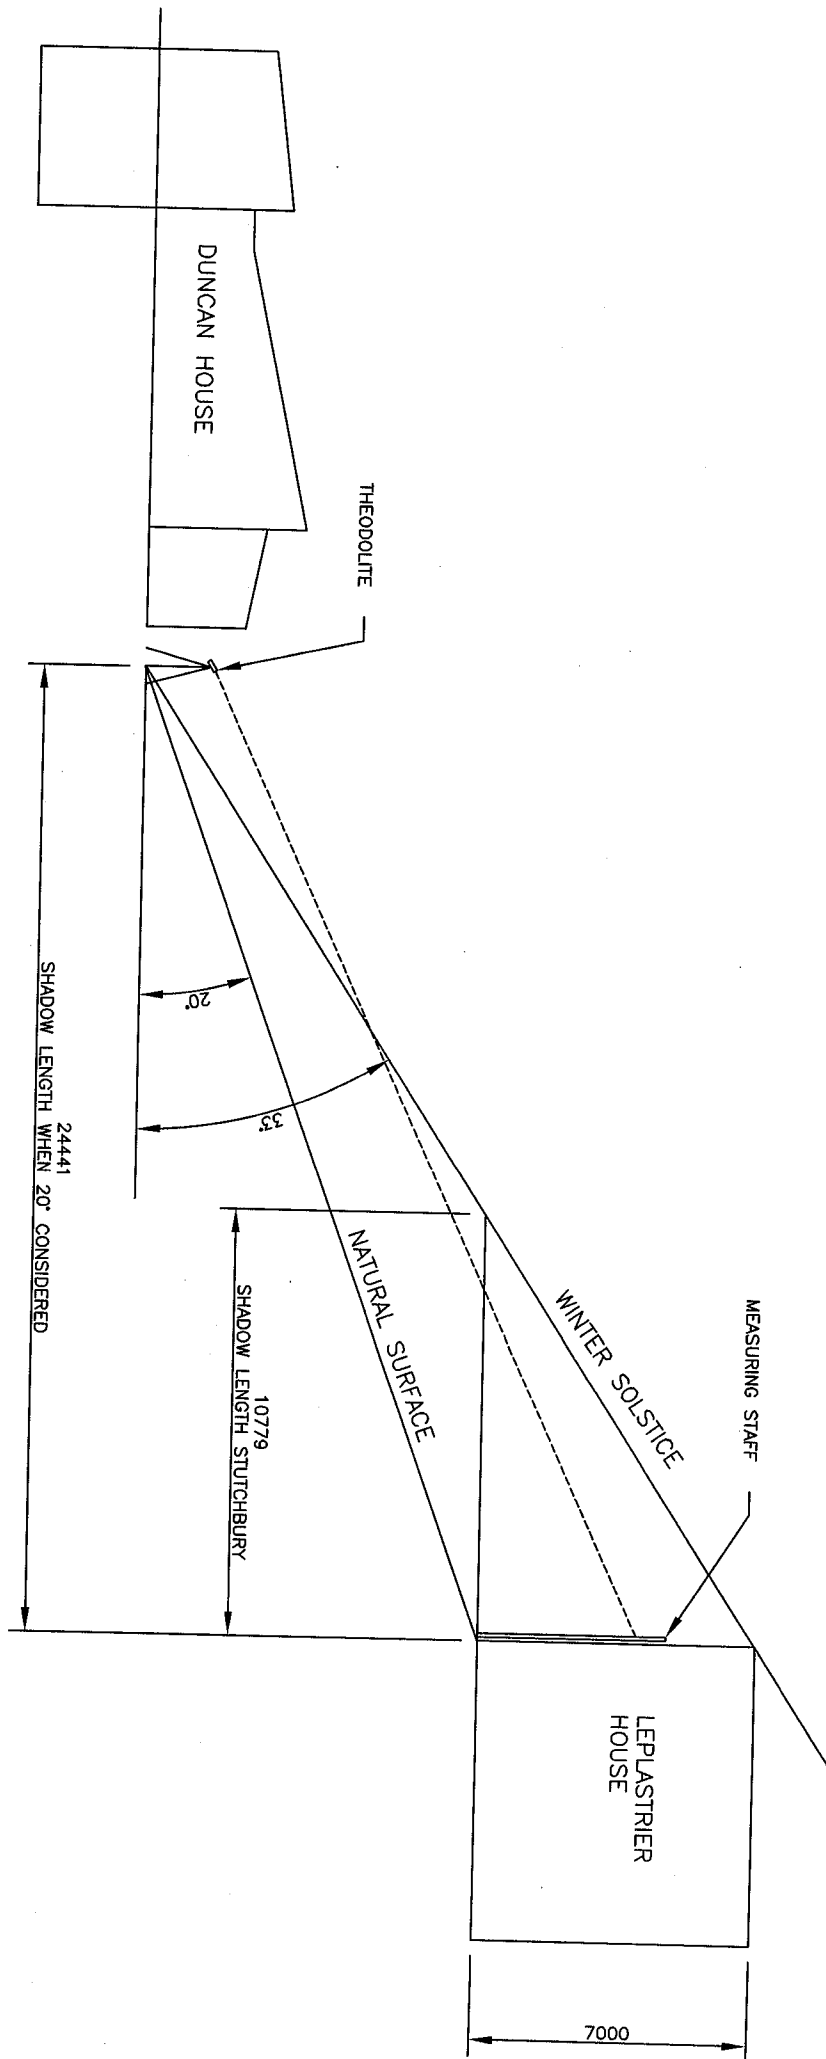 DUNCAN HOUSE
THEODOLITE
20°
33°
24441
SHADOW LENGTH WHEN 20° CONSIDERED
NATURAL SURFACE
10779
SHADOW LENGTH STUTCHBURY
WINTER SOLSTICE
MEASURING STAFF
LEPLASTRIER
HOUSE
7000